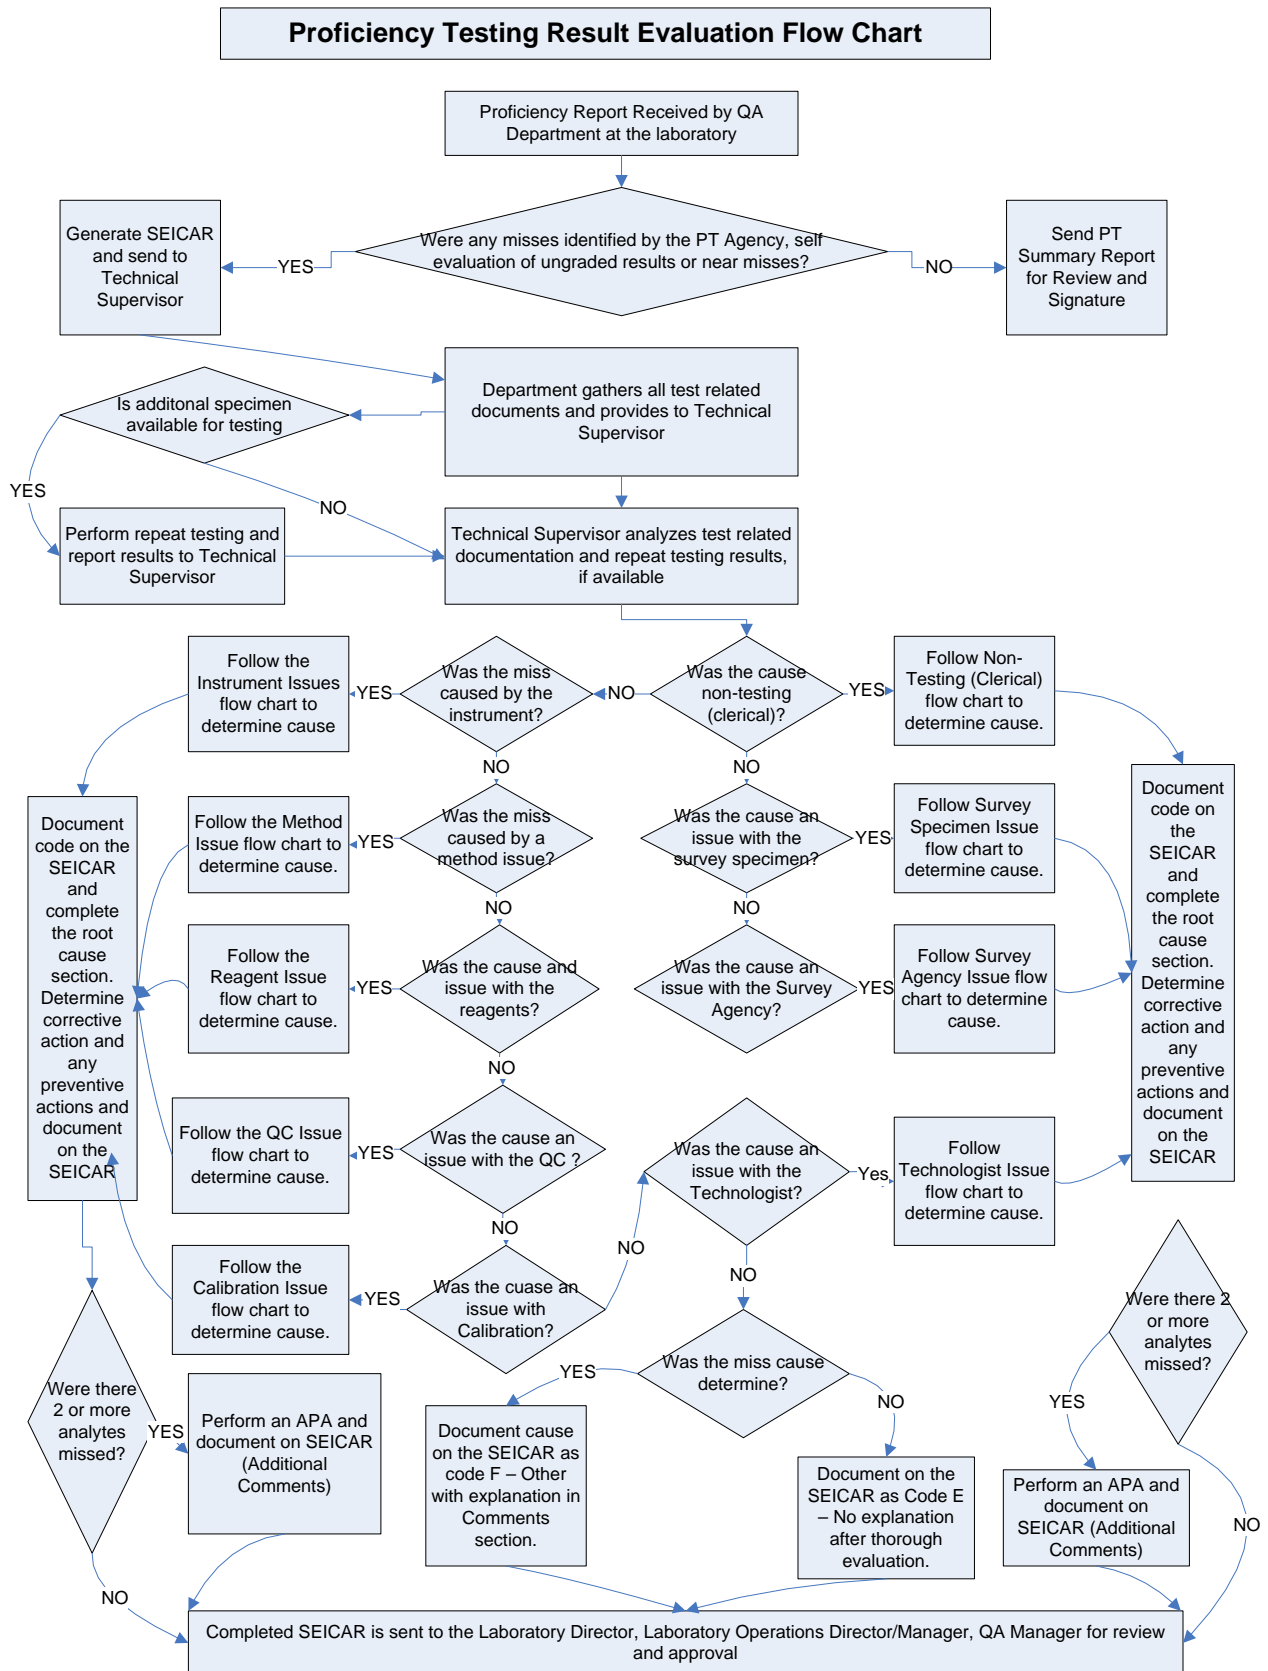 Proficiency Testing Result Evaluation Flow Chart
Proficiency Report Received by QA
Department at the laboratory
Generate SEICAR
and send to
Technical
Supervisor
YES
Were any misses identified by the PT Agency, self
evaluation of ungraded results or near misses?
NO
Send PT
Summary Report
for Review and
Signature
Is additonal specimen
available for testing
Department gathers all test related
documents and provides to Technical
Supervisor
YES
NO
Perform repeat testing and
report results to Technical
Supervisor
Technical Supervisor analyzes test related
documentation and repeat testing results,
if available
Follow the
Instrument Issues
flow chart to
determine cause
YES
Was the miss
caused by the
instrument?
NO
Was the cause
non-testing
(clerical)?
YES
Follow Non-
Testing (Clerical)
flow chart to
determine cause.
NO
NO
Document
code on the
SEICAR
and
complete
the root
cause
section.
Determine
corrective
action and
any
preventive
actions and
document
on the
SEICAR
Follow the Method
Issue flow chart to
determine cause.
YES
Was the miss
caused by a
method issue?
Was the cause an
issue with the
survey specimen?
YES
Follow Survey
Specimen Issue
flow chart to
determine cause.
Document
code on
the
SEICAR
and
complete
the root
cause
section.
Determine
corrective
action and
any
preventive
actions and
document
on the
SEICAR
NO
NO
Follow the
Reagent Issue
flow chart to
determine cause.
YES
Was the cause and
issue with the
reagents?
Was the cause an
issue with the Survey
Agency?
YES
Follow Survey
Agency Issue flow
chart to determine
cause.
NO
Follow the QC Issue
flow chart to
determine cause.
YES
Was the cause an
issue with the QC ?
Was the cause an
issue with the
Technologist?
Yes
Follow
Technologist Issue
flow chart to
determine cause.
NO
NO
NO
Follow the
Calibration Issue
flow chart to
determine cause.
YES
Was the cuase an
issue with
Calibration?
Were there 2
or more
analytes
missed?
Was the miss cause
determine?
YES
NO
YES
Were there
2 or more
analytes
missed?
YES
Perform an APA and
document on SEICAR
(Additional
Comments)
Document cause
on the SEICAR as
code F – Other
with explanation in
Comments
section.
Document on the
SEICAR as Code E
– No explanation
after thorough
evaluation.
Perform an APA and
document on
SEICAR (Additional
Comments)
NO
NO
Completed SEICAR is sent to the Laboratory Director, Laboratory Operations Director/Manager, QA Manager for review
and approval